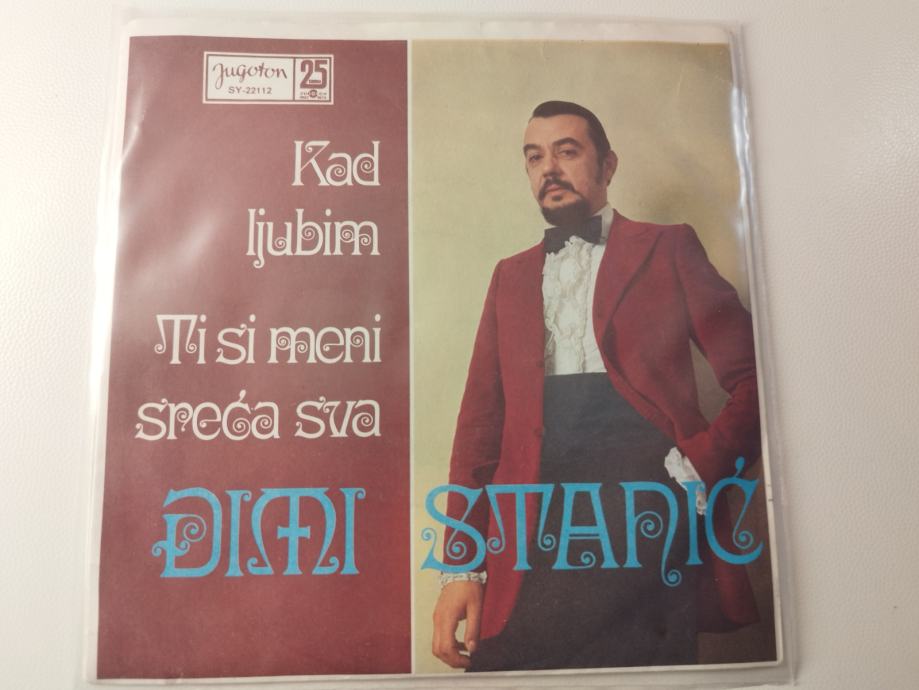 Jugoton 25
SY-22112
Kad
ljubim
Ti si meni
sreća sva
ĐIMI STANIĆ